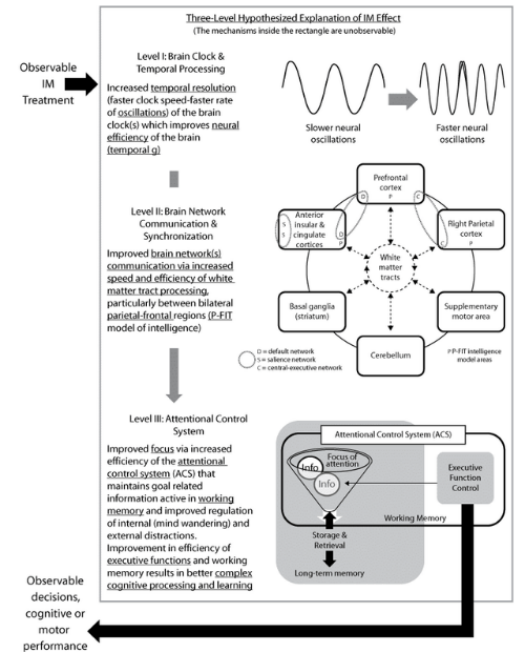 Three-Level Hypothesized Explanation of IM Effect
(The mechanisms inside the rectangle are unobservable)
Observable
IM
Treatment
Level I: Brain Clock &
Temporal Processing
Increased temporal resolution
(faster clock speed-faster rate
of oscillations) of the brain
clock(s) which improves neural
efficiency of the brain
(temporal g)
Slower neural
oscillations
Faster neural
oscillations
Level II: Brain Network
Communication &
Synchronization
Improved brain network(s)
communication via increased
speed and efficiency of white
matter tract processing,
particularly between bilateral
parietal-frontal regions (P-FIT
model of intelligence)
Prefrontal
cortex
D P C
Anterior
insular &
cingulate
cortices
S
S
D
P
Right Parietal
cortex
C P
White
matter
tracts
Basal ganglia
(striatum)
Supplementary
motor area
Cerebellum
D = default network
S = salience network
C = central-executive network
P P-FIT intelligence
model areas
Level III: Attentional Control
System
Improved focus via increased
efficiency of the attentional
control system (ACS) that
maintains goal related
information active in working
memory and improved regulation
of internal (mind wandering) and
external distractions.
Improvement in efficiency of
executive functions and working
memory results in better complex
cognitive processing and learning
Attentional Control System (ACS)
Focus of
attention
Info
Info
Executive
Function
Control
Working Memory
Storage &
Retrieval
Long-term memory
Observable
decisions,
cognitive or
motor
performance